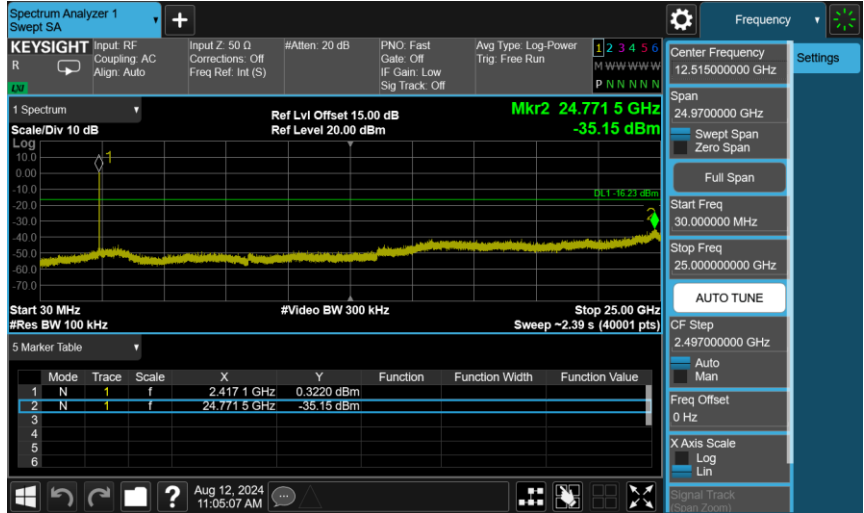 Spectrum Analyzer 1
Swept SA
+
Frequency
KEYSIGHT
R
LXI
Input: RF
Coupling: AC
Align: Auto
Input Z: 50 Ω
Corrections: Off
Freq Ref: Int (S)
#Atten: 20 dB
PNO: Fast
Gate: Off
IF Gain: Low
Sig Track: Off
Avg Type: Log-Power
Trig: Free Run
1 2 3 4 5 6
M W W W W W
P N N N N N
1 Spectrum
Scale/Div 10 dB
Ref Lvl Offset 15.00 dB
Ref Level 20.00 dBm
Mkr2 24.771 5 GHz
-35.15 dBm
Log
10.0
0.00
-10.0
-20.0
-30.0
-40.0
-50.0
-60.0
-70.0
1
DL1 -16.23 dBm
2
Start 30 MHz
#Res BW 100 kHz
#Video BW 300 kHz
Stop 25.00 GHz
Sweep ~2.39 s (40001 pts)
5 Marker Table
Mode Trace Scale X Y Function Function Width Function Value
1 N 1 f 2.417 1 GHz 0.3220 dBm
2 N 1 f 24.771 5 GHz -35.15 dBm
3
4
5
6
?
Aug 12, 2024
11:05:07 AM
Center Frequency
12.515000000 GHz
Settings
Span
24.9700000 GHz
Swept Span
Zero Span
Full Span
Start Freq
30.000000 MHz
Stop Freq
25.000000000 GHz
AUTO TUNE
CF Step
2.497000000 GHz
Auto
Man
Freq Offset
0 Hz
X Axis Scale
Log
Lin
Signal Track
(Span Zoom)